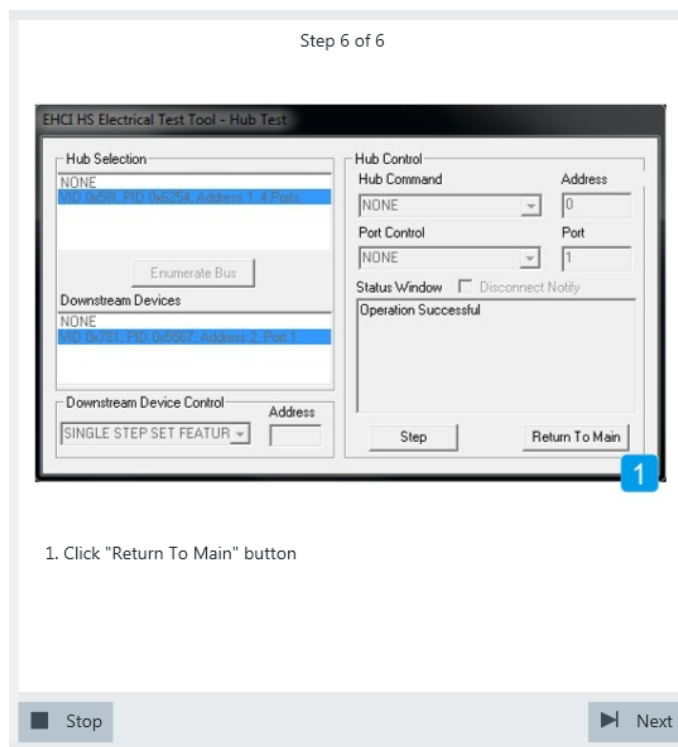 Step 6 of 6
EHCI HS Electrical Test Tool - Hub Test
Hub Selection
NONE
VID 0x58f, PID 0x6254, Address 1. 4 Ports
Enumerate Bus
Downstream Devices
NONE
VID 0x781, PID 0x5567, Address 2, Port 1
Downstream Device Control
Address
SINGLE STEP SET FEATUR
Hub Control
Hub Command
Address
NONE
0
Port Control
Port
NONE
1
Status Window
Disconnect Notify
Operation Successful
Step
Return To Main
1
1. Click "Return To Main" button
Stop
Next